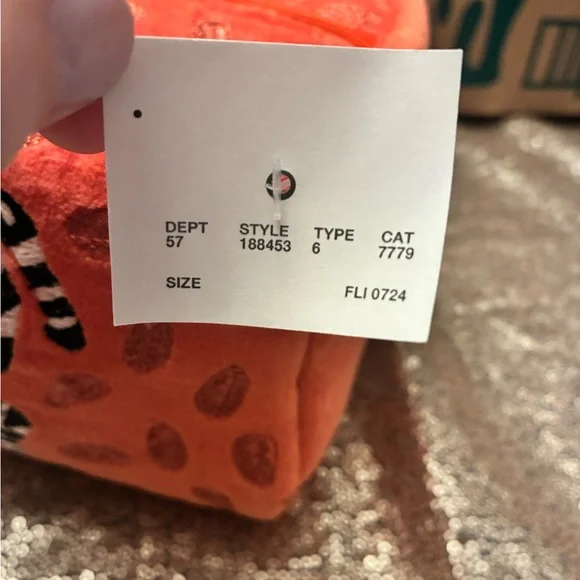 DEPT STYLE TYPE CAT
57 188453 6 7779
SIZE FLI 0724